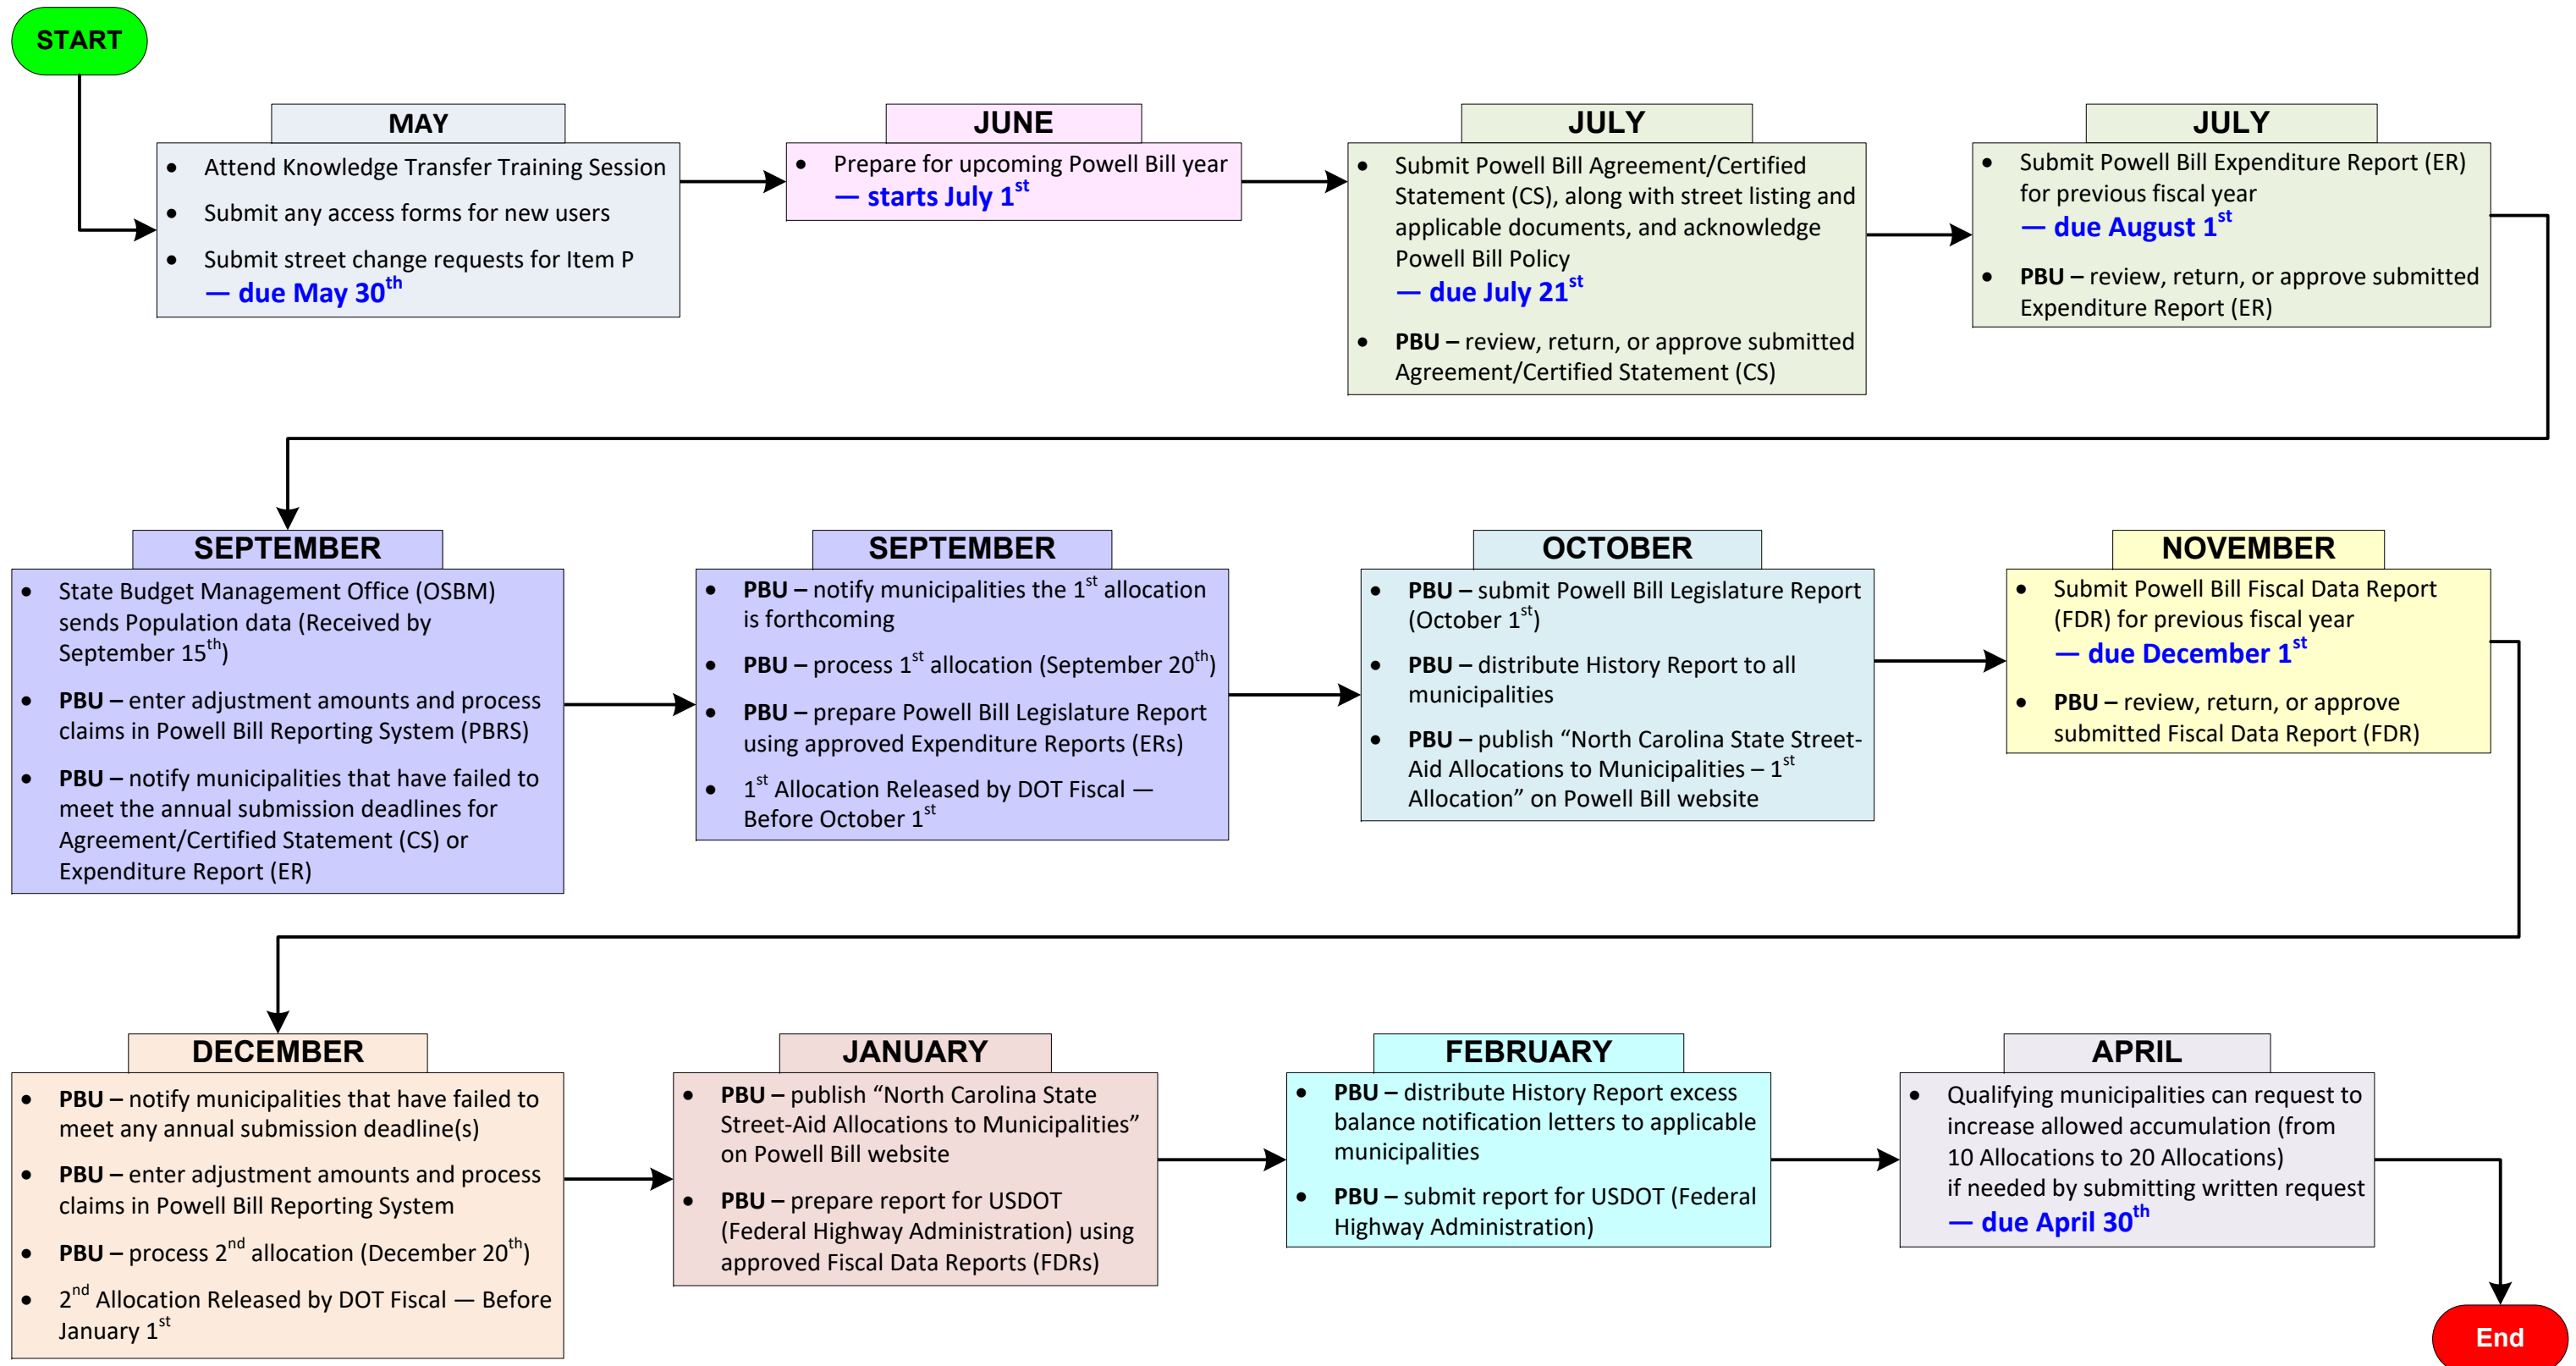 START
MAY
• Attend Knowledge Transfer Training Session
• Submit any access forms for new users
• Submit street change requests for Item P
— due May 30th
JUNE
• Prepare for upcoming Powell Bill year
— starts July 1st
JULY
• Submit Powell Bill Agreement/Certified
Statement (CS), along with street listing and
applicable documents, and acknowledge
Powell Bill Policy
— due July 21st
• PBU – review, return, or approve submitted
Agreement/Certified Statement (CS)
JULY
• Submit Powell Bill Expenditure Report (ER)
for previous fiscal year
— due August 1st
• PBU – review, return, or approve submitted
Expenditure Report (ER)
SEPTEMBER
• State Budget Management Office (OSBM)
sends Population data (Received by
September 15th)
• PBU – enter adjustment amounts and process
claims in Powell Bill Reporting System (PBRS)
• PBU – notify municipalities that have failed to
meet the annual submission deadlines for
Agreement/Certified Statement (CS) or
Expenditure Report (ER)
SEPTEMBER
• PBU – notify municipalities the 1st allocation
is forthcoming
• PBU – process 1st allocation (September 20th)
• PBU – prepare Powell Bill Legislature Report
using approved Expenditure Reports (ERs)
• 1st Allocation Released by DOT Fiscal —
Before October 1st
OCTOBER
• PBU – submit Powell Bill Legislature Report
(October 1st)
• PBU – distribute History Report to all
municipalities
• PBU – publish “North Carolina State Street-
Aid Allocations to Municipalities – 1st
Allocation” on Powell Bill website
NOVEMBER
• Submit Powell Bill Fiscal Data Report
(FDR) for previous fiscal year
— due December 1st
• PBU – review, return, or approve
submitted Fiscal Data Report (FDR)
DECEMBER
• PBU – notify municipalities that have failed to
meet any annual submission deadline(s)
• PBU – enter adjustment amounts and process
claims in Powell Bill Reporting System
• PBU – process 2nd allocation (December 20th)
• 2nd Allocation Released by DOT Fiscal — Before
January 1st
JANUARY
• PBU – publish “North Carolina State
Street-Aid Allocations to Municipalities”
on Powell Bill website
• PBU – prepare report for USDOT
(Federal Highway Administration) using
approved Fiscal Data Reports (FDRs)
FEBRUARY
• PBU – distribute History Report excess
balance notification letters to applicable
municipalities
• PBU – submit report for USDOT (Federal
Highway Administration)
APRIL
• Qualifying municipalities can request to
increase allowed accumulation (from
10 Allocations to 20 Allocations)
if needed by submitting written request
— due April 30th
End